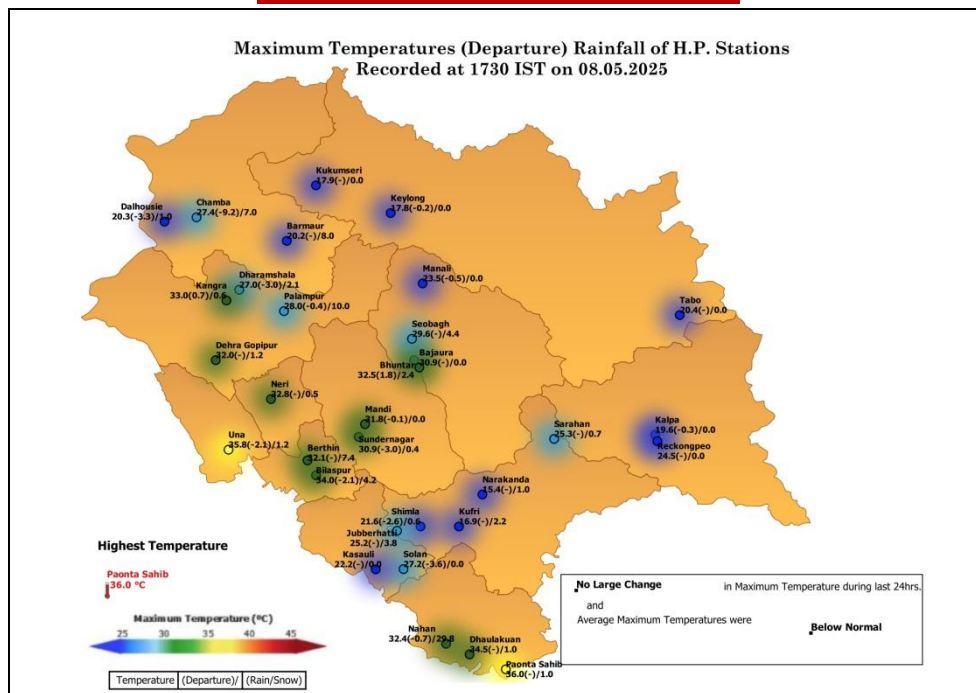 Maximum Temperatures (Departure) Rainfall of H.P. Stations
Recorded at 1730 IST on 08.05.2025
Kukumseri
17.9(-)/0.0
Keylong
17.8(-0.2)/0.0
Dalhousie
20.3(-3.3)/1.0
Chamba
27.4(-9.2)/7.0
Barmaur
20.2(-)/8.0
Manali
23.5(-0.5)/0.0
Dharamshala
27.0(-3.0)/2.1
Kangra
33.0(0.7)/0.6
Palampur
28.0(-0.4)/10.0
Tabo
20.4(-)/0.0
Seobagh
29.6(-)/4.4
Bajaura
30.9(-)/0.0
Bhuntar
32.5(1.8)/2.4
Dehra Gopipur
32.0(-)/1.2
Neri
32.8(-)/0.5
Mandi
31.8(-0.1)/0.0
Sundernagar
30.9(-3.0)/0.4
Sarahan
25.3(-)/0.7
Kalpa
19.6(-0.3)/0.0
Reckongpeo
24.5(-)/0.0
Una
35.8(-2.1)/1.2
Berthin
32.1(-)/7.4
Bilaspur
34.0(-2.1)/4.2
Narakanda
15.4(-)/1.0
Shimla
21.6(-2.6)/0.6
Kufri
16.9(-)/2.2
Jubberhatti
25.2(-)/3.8
Kasauli
22.2(-)/0.0
Solan
27.2(-3.6)/0.0
Nahan
32.4(-0.7)/29.8
Dhaulakuan
34.5(-)/1.0
Paonta Sahib
36.0(-)/1.0
Highest Temperature
Paonta Sahib
36.0 °C
Maximum Temperature (°C)
25 30 35 40 45
Temperature (Departure)/ (Rain/Snow)
No Large Change in Maximum Temperature during last 24hrs.
and
Average Maximum Temperatures were
Below Normal